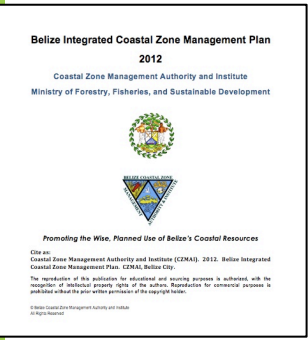 Belize Integrated Coastal Zone Management Plan
2012
Coastal Zone Management Authority and Institute
Ministry of Forestry, Fisheries, and Sustainable Development
BELIZE COASTAL ZONE
MANAGEMENT
AUTHORITY & INSTITUTE
Promoting the Wise, Planned Use of Belize's Coastal Resources
Cite as:
Coastal Zone Management Authority and Institute (CZMAI). 2012. Belize Integrated
Coastal Zone Management Plan. CZMAI, Belize City.
The reproduction of this publication for educational and sourcing purposes is authorized, with the
recognition of intellectual property rights of the authors. Reproduction for commercial purposes is
prohibited without the prior written permission of the copyright holder.
© Belize Coastal Zone Management Authority and Institute
All Rights Reserved